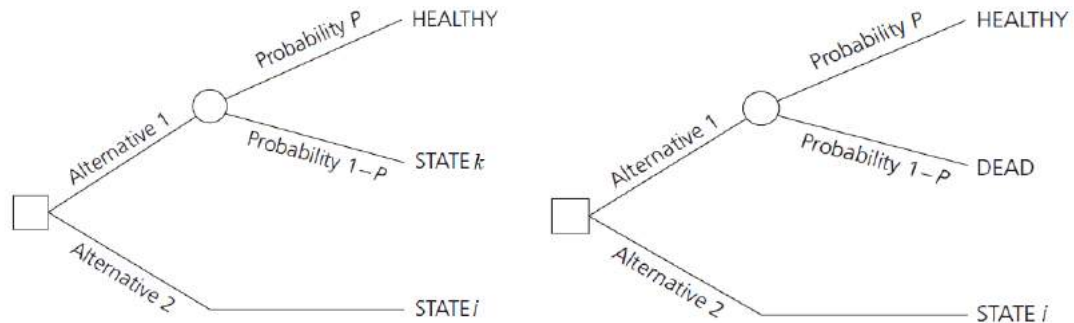 HEALTHY
Probability P
Alternative 1
Probability 1–P
STATE k
Alternative 2
STATE i
HEALTHY
Probability P
Alternative 1
Probability 1–P
DEAD
Alternative 2
STATE i